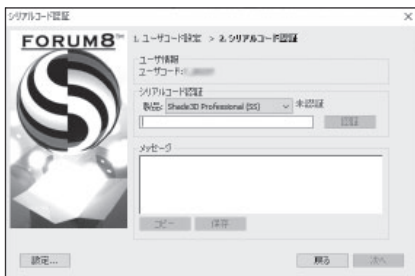 シリアルコード認証
FORUM8™
1. ユーザコード設定 > 2. シリアルコード認証
ユーザ情報
ユーザコード:
シリアルコード認証
製品: Shade3D Professional (SS) 未認証
認証
メッセージ
コピー 保存
設定... 戻る 次へ